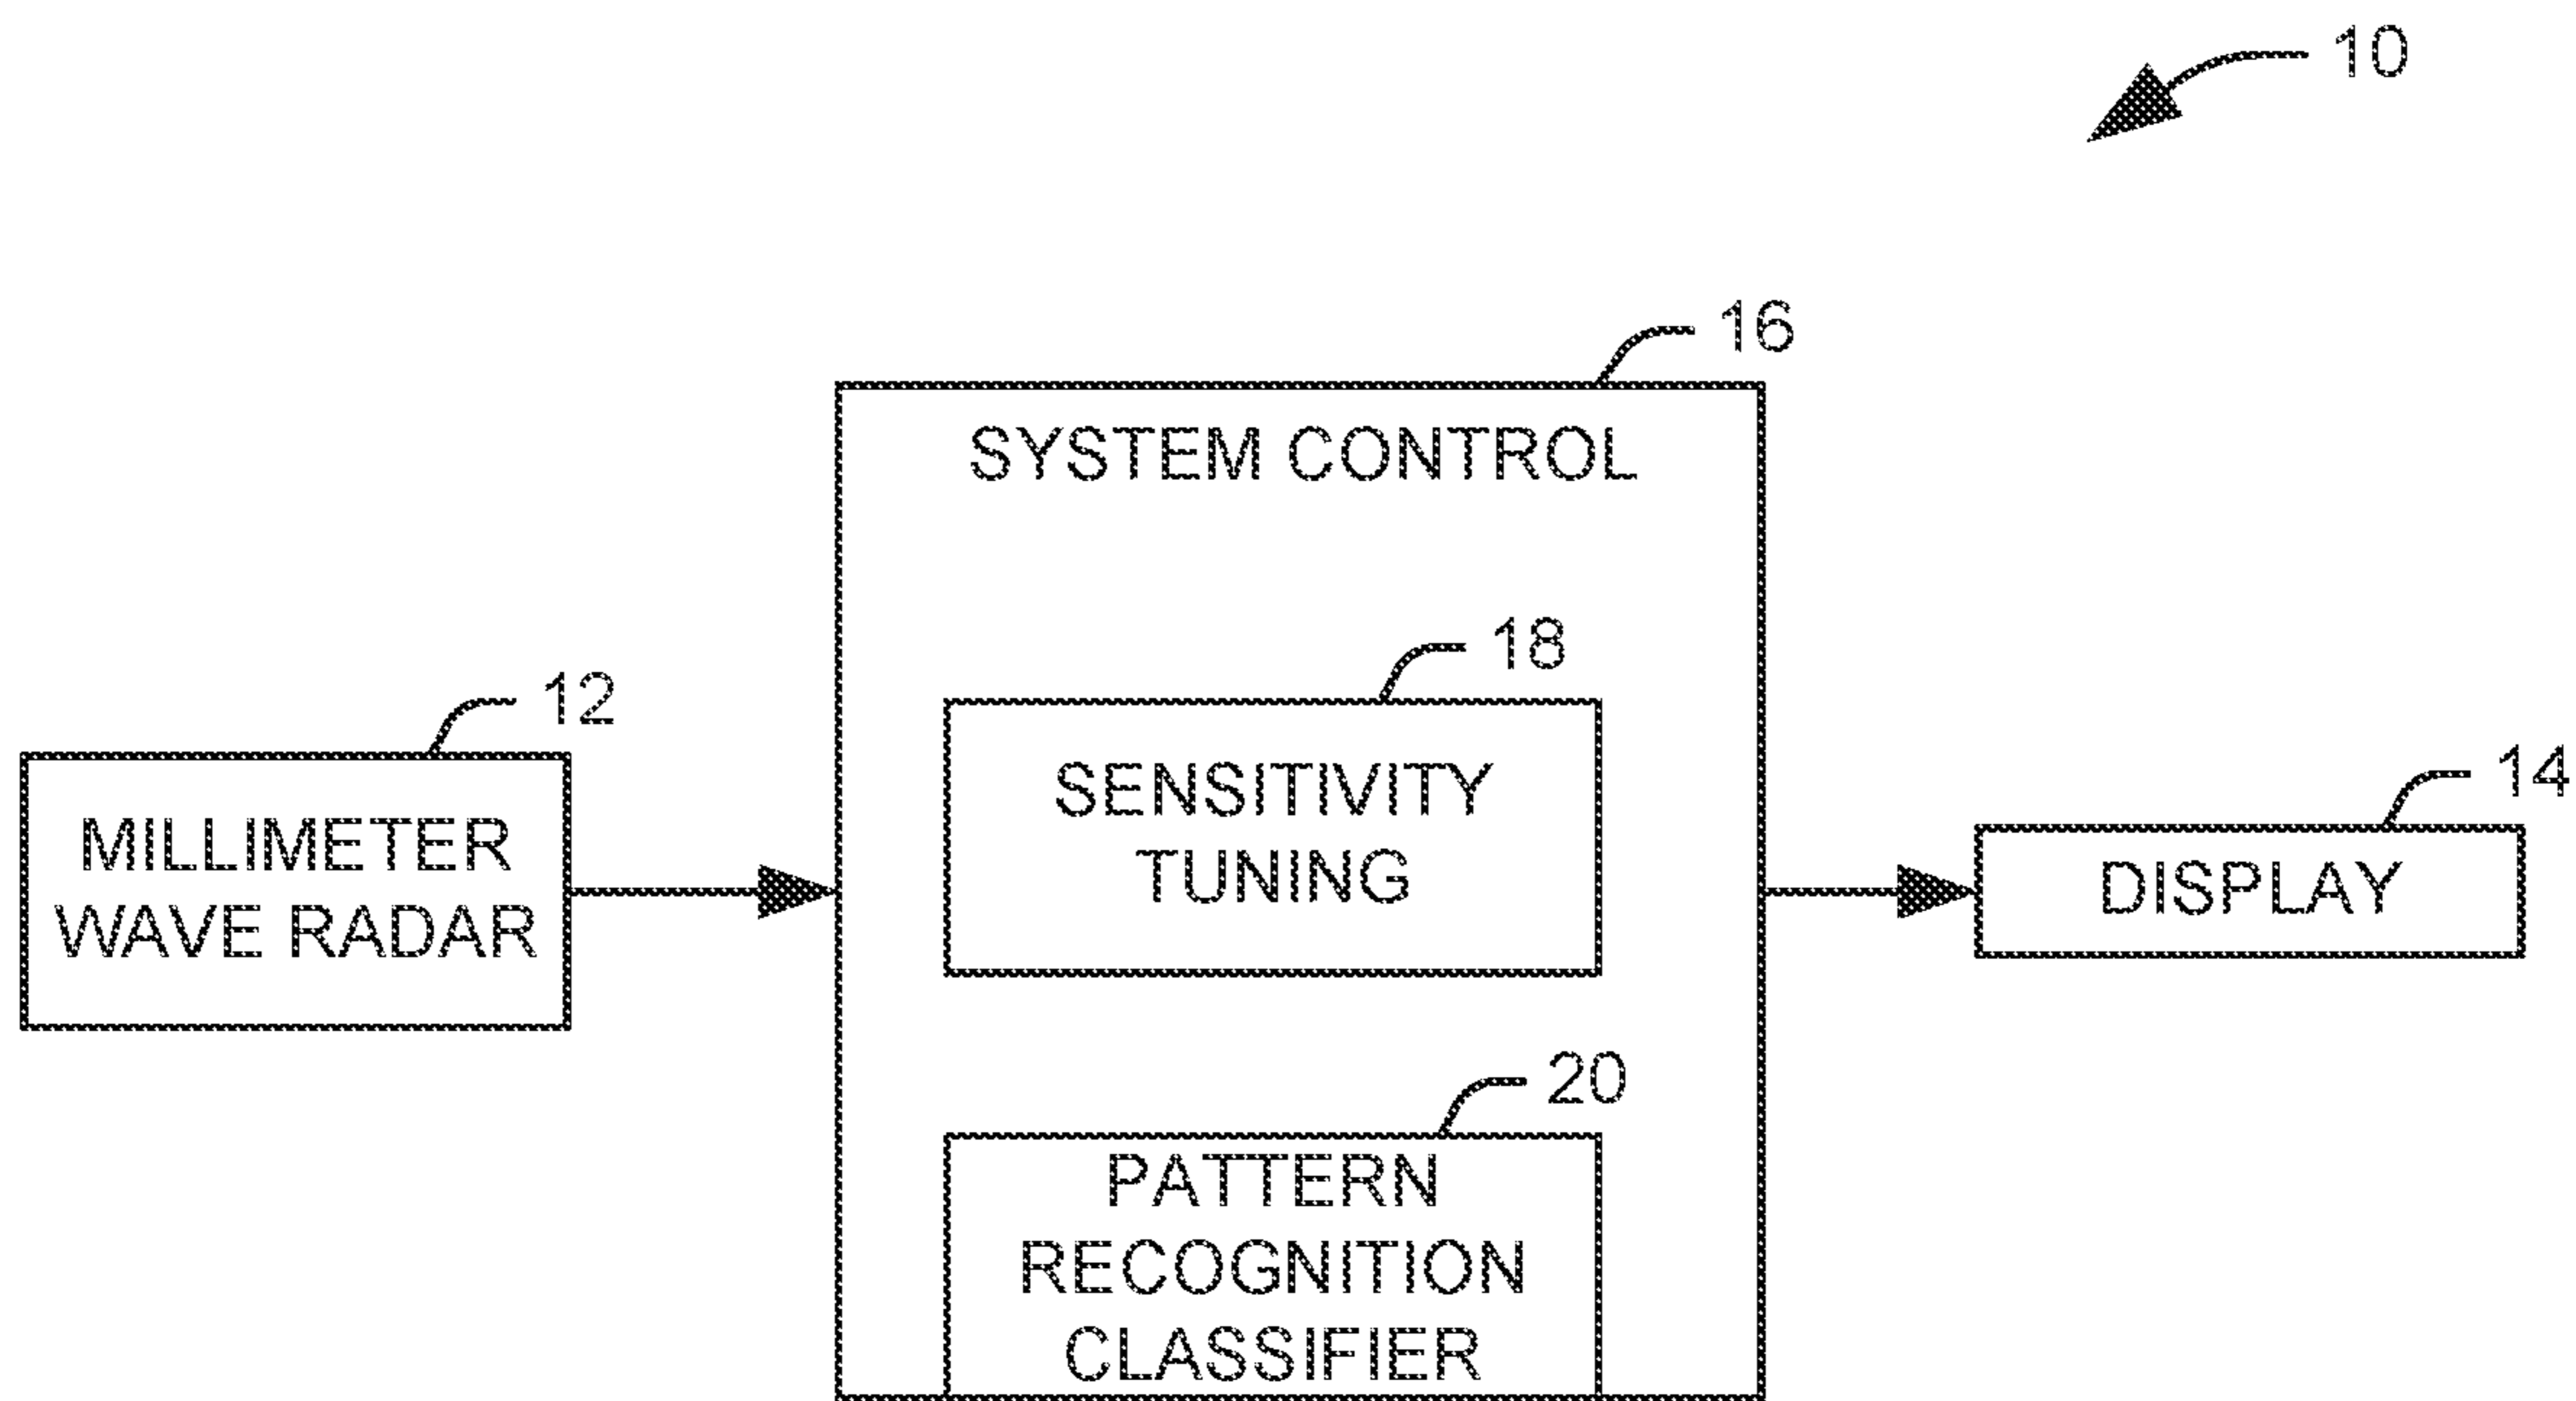 10
16
SYSTEM CONTROL
18
SENSITIVITY
TUNING
12
MILLIMETER
WAVE RADAR
14
DISPLAY
20
PATTERN
RECOGNITION
CLASSIFIER